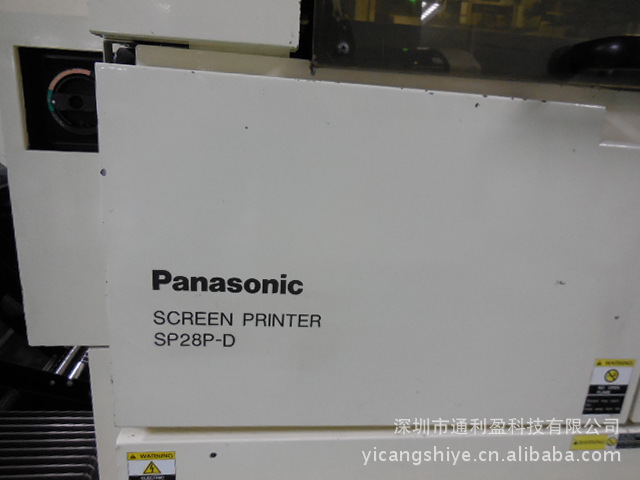 Panasonic
SCREEN PRINTER
SP28P-D
WARNING
深圳市通利盈科技有限公司
yicangshiye.cn.alibaba.com
WARNING